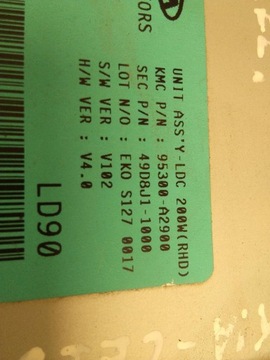 ORS
UNIT ASS'Y-LDC 200W(RHD)
KMC P/N : 95300-A2900
SEC P/N : 49D8J1-1000
LOT N/O : EKO S127 0017
S/W VER : V102
H/W VER : V4.0
LD90